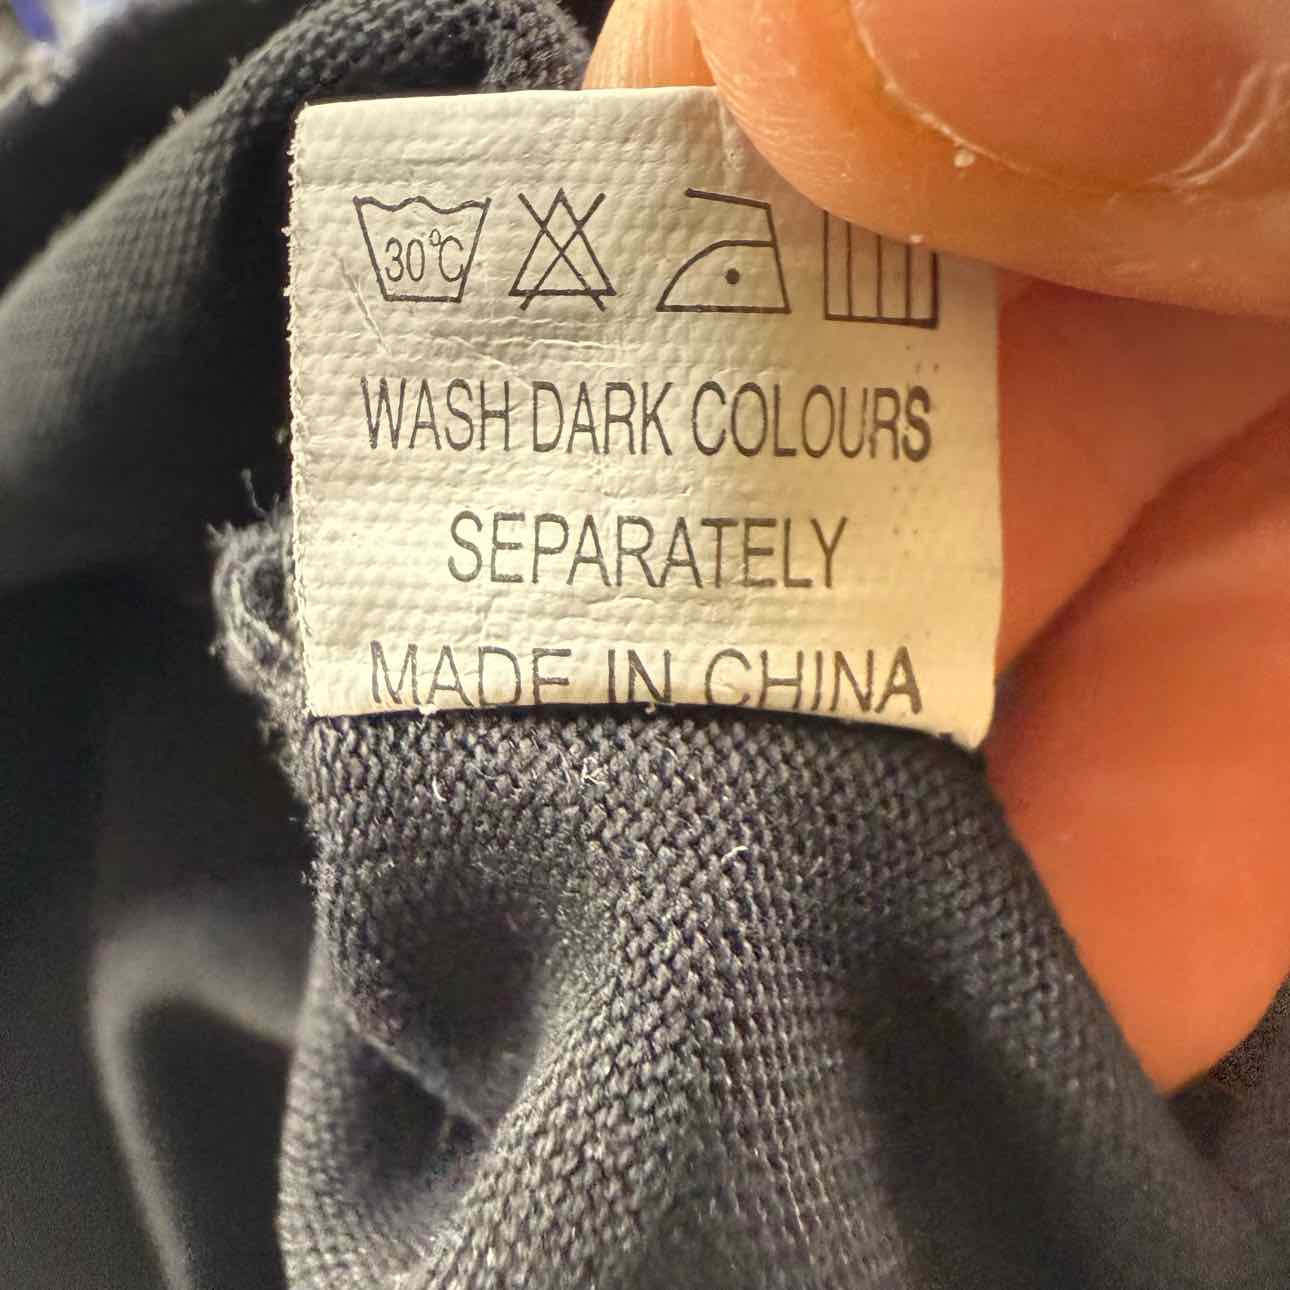 30°C
WASH DARK COLOURS
SEPARATELY
MADE IN CHINA